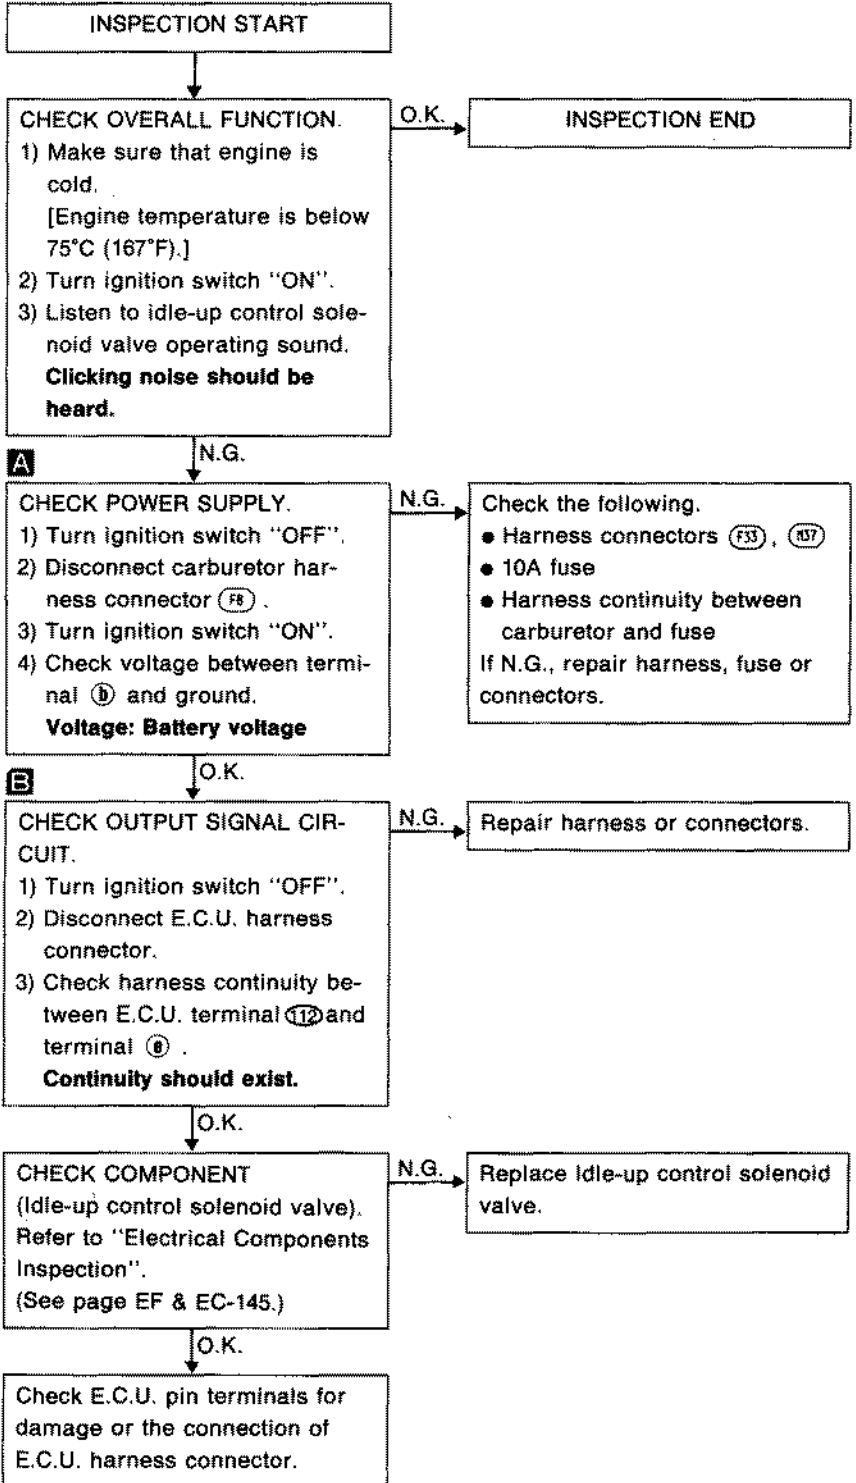 INSPECTION START
CHECK OVERALL FUNCTION.
1) Make sure that engine is
cold.
[Engine temperature is below
75°C (167°F).]
2) Turn ignition switch "ON".
3) Listen to idle-up control sole-
noid valve operating sound.
Clicking noise should be
heard.
O.K.
INSPECTION END
N.G.
A
CHECK POWER SUPPLY.
1) Turn ignition switch "OFF".
2) Disconnect carburetor har-
ness connector F8 .
3) Turn ignition switch "ON".
4) Check voltage between termi-
nal b and ground.
Voltage: Battery voltage
N.G.
Check the following.
● Harness connectors F33 , M37
● 10A fuse
● Harness continuity between
carburetor and fuse
If N.G., repair harness, fuse or
connectors.
O.K.
B
CHECK OUTPUT SIGNAL CIR-
CUIT.
1) Turn ignition switch "OFF".
2) Disconnect E.C.U. harness
connector.
3) Check harness continuity be-
tween E.C.U. terminal 112 and
terminal e .
Continuity should exist.
N.G.
Repair harness or connectors.
O.K.
CHECK COMPONENT
(Idle-up control solenoid valve).
Refer to "Electrical Components
Inspection".
(See page EF & EC-145.)
N.G.
Replace Idle-up control solenoid
valve.
O.K.
Check E.C.U. pin terminals for
damage or the connection of
E.C.U. harness connector.